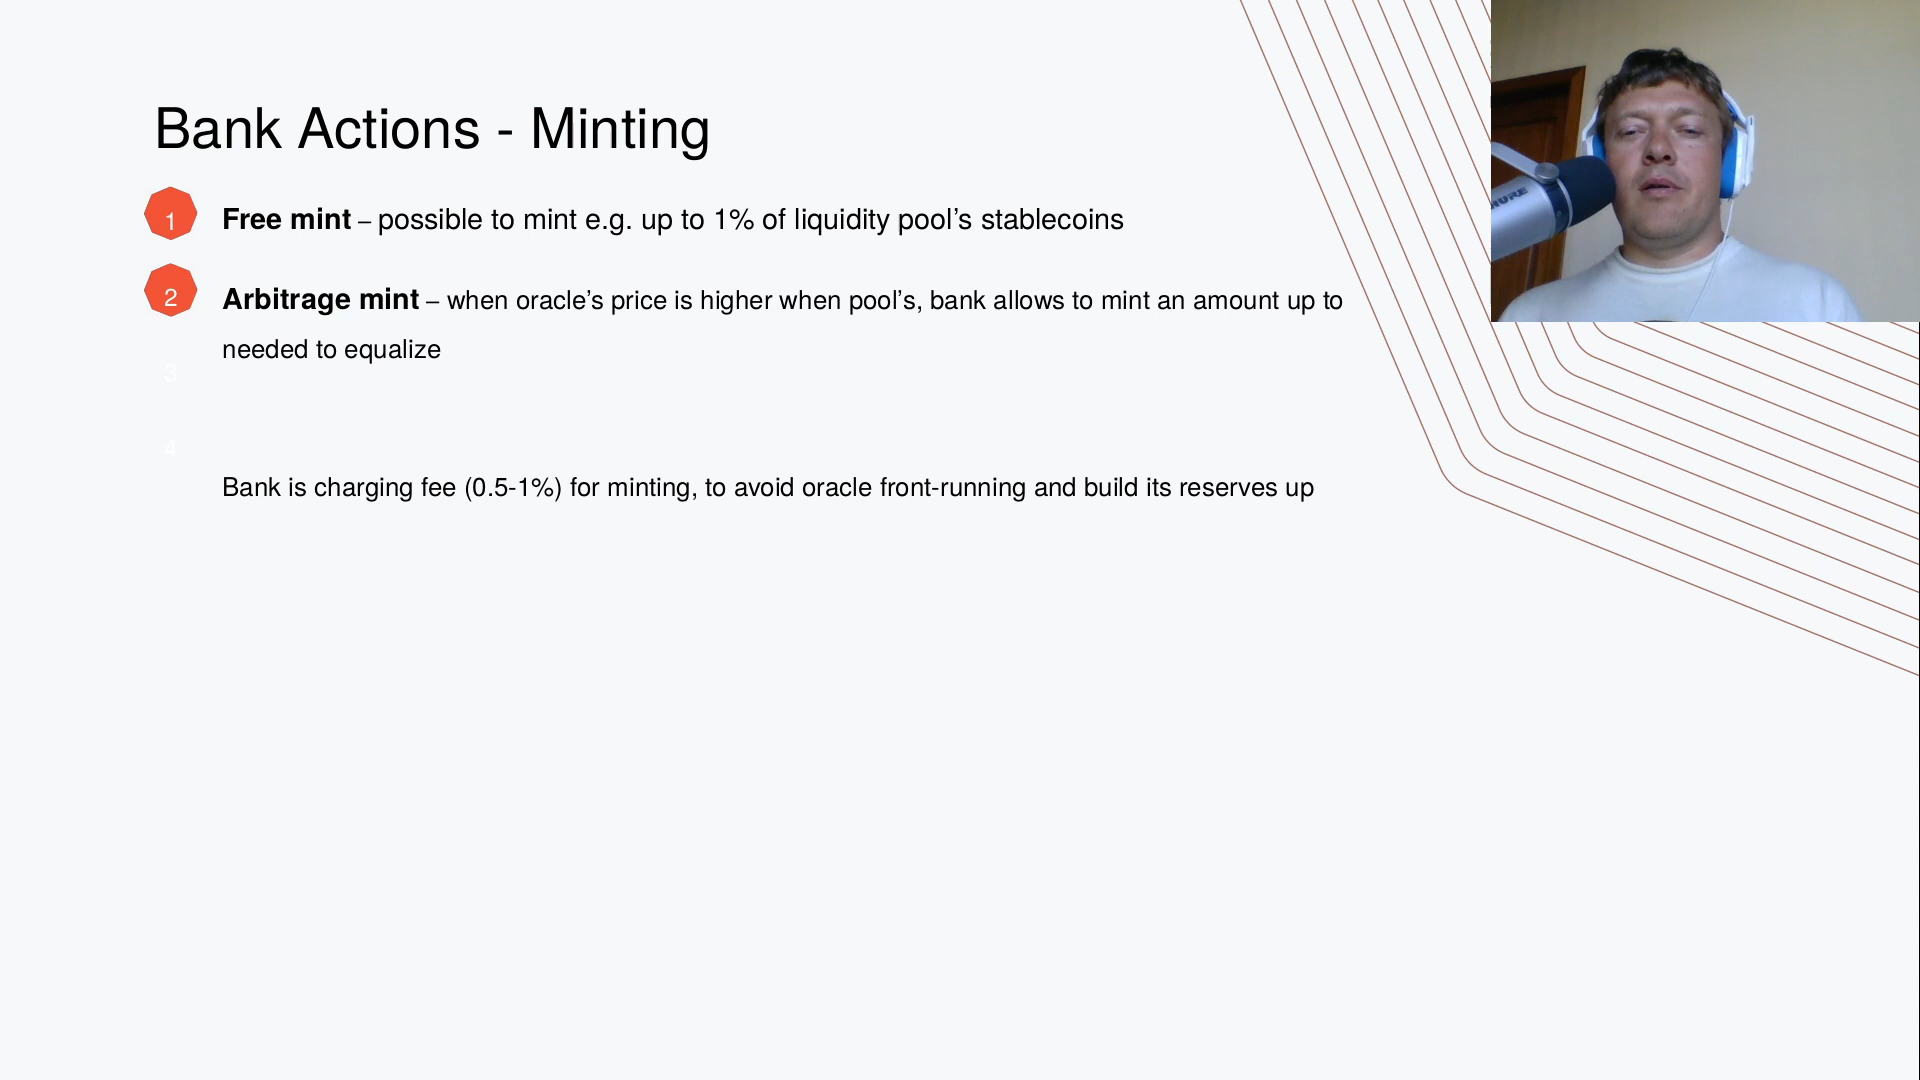 Bank Actions - Minting
1
Free mint – possible to mint e.g. up to 1% of liquidity pool’s stablecoins
2
Arbitrage mint – when oracle’s price is higher when pool’s, bank allows to mint an amount up to
needed to equalize
3
4
Bank is charging fee (0.5-1%) for minting, to avoid oracle front-running and build its reserves up